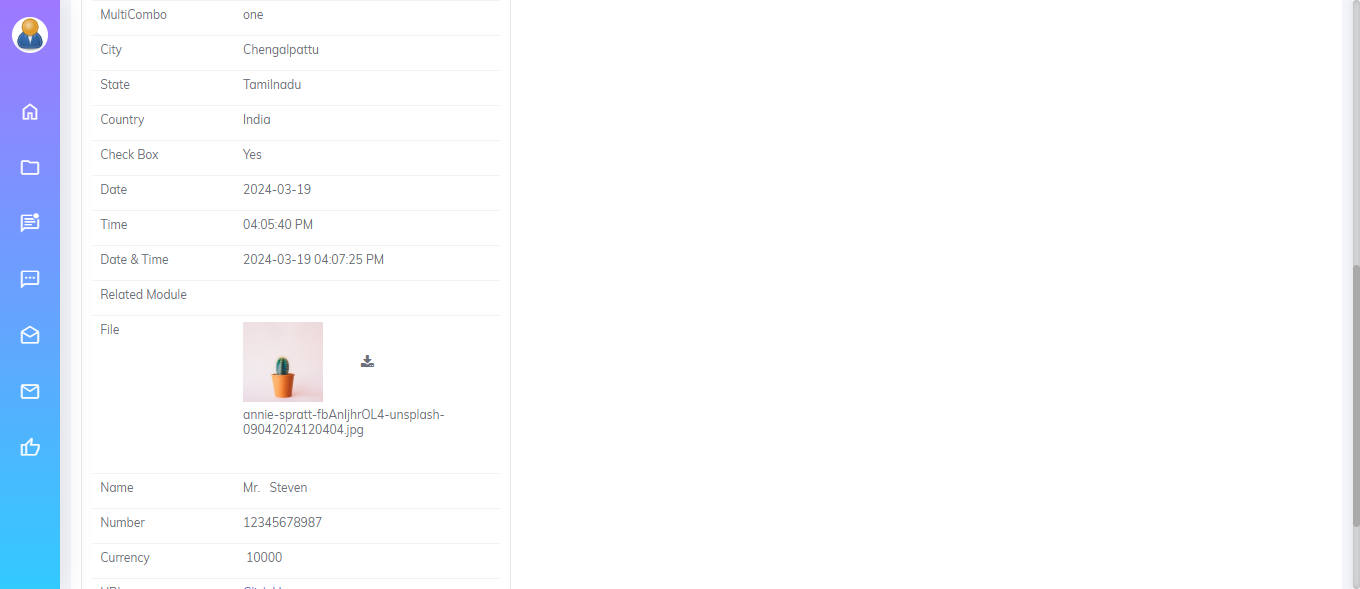 MultiCombo one
City Chengalpattu
State Tamilnadu
Country India
Check Box Yes
Date 2024-03-19
Time 04:05:40 PM
Date & Time 2024-03-19 04:07:25 PM
Related Module
File
annie-spratt-fbAnIjhrOL4-unsplash-
09042024120404.jpg
Name Mr. Steven
Number 12345678987
Currency 10000